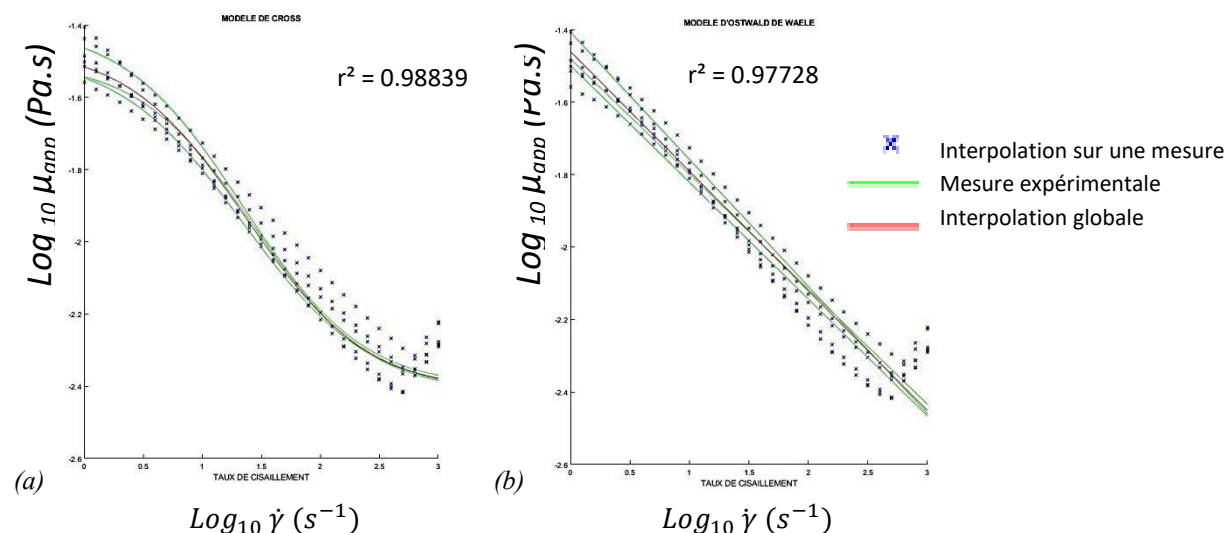 MODELE DE CROSS
r² = 0.98839
Log 10 μapp (Pa.s)
-1.4
-1.6
-1.8
-2
-2.2
-2.4
-2.6
0
0.5
1
1.5
2
2.5
3
TAUX DE CISAILLEMENT
(a)
Log₁₀ γ̇ (s⁻¹)
MODELE D'OSTWALD DE WAELE
r² = 0.97728
Log 10 μapp (Pa.s)
-1.4
-1.6
-1.8
-2
-2.2
-2.4
-2.6
0
0.5
1
1.5
2
2.5
3
TAUX DE CISAILLEMENT
(b)
Log₁₀ γ̇ (s⁻¹)
Interpolation sur une mesure
Mesure expérimentale
Interpolation globale